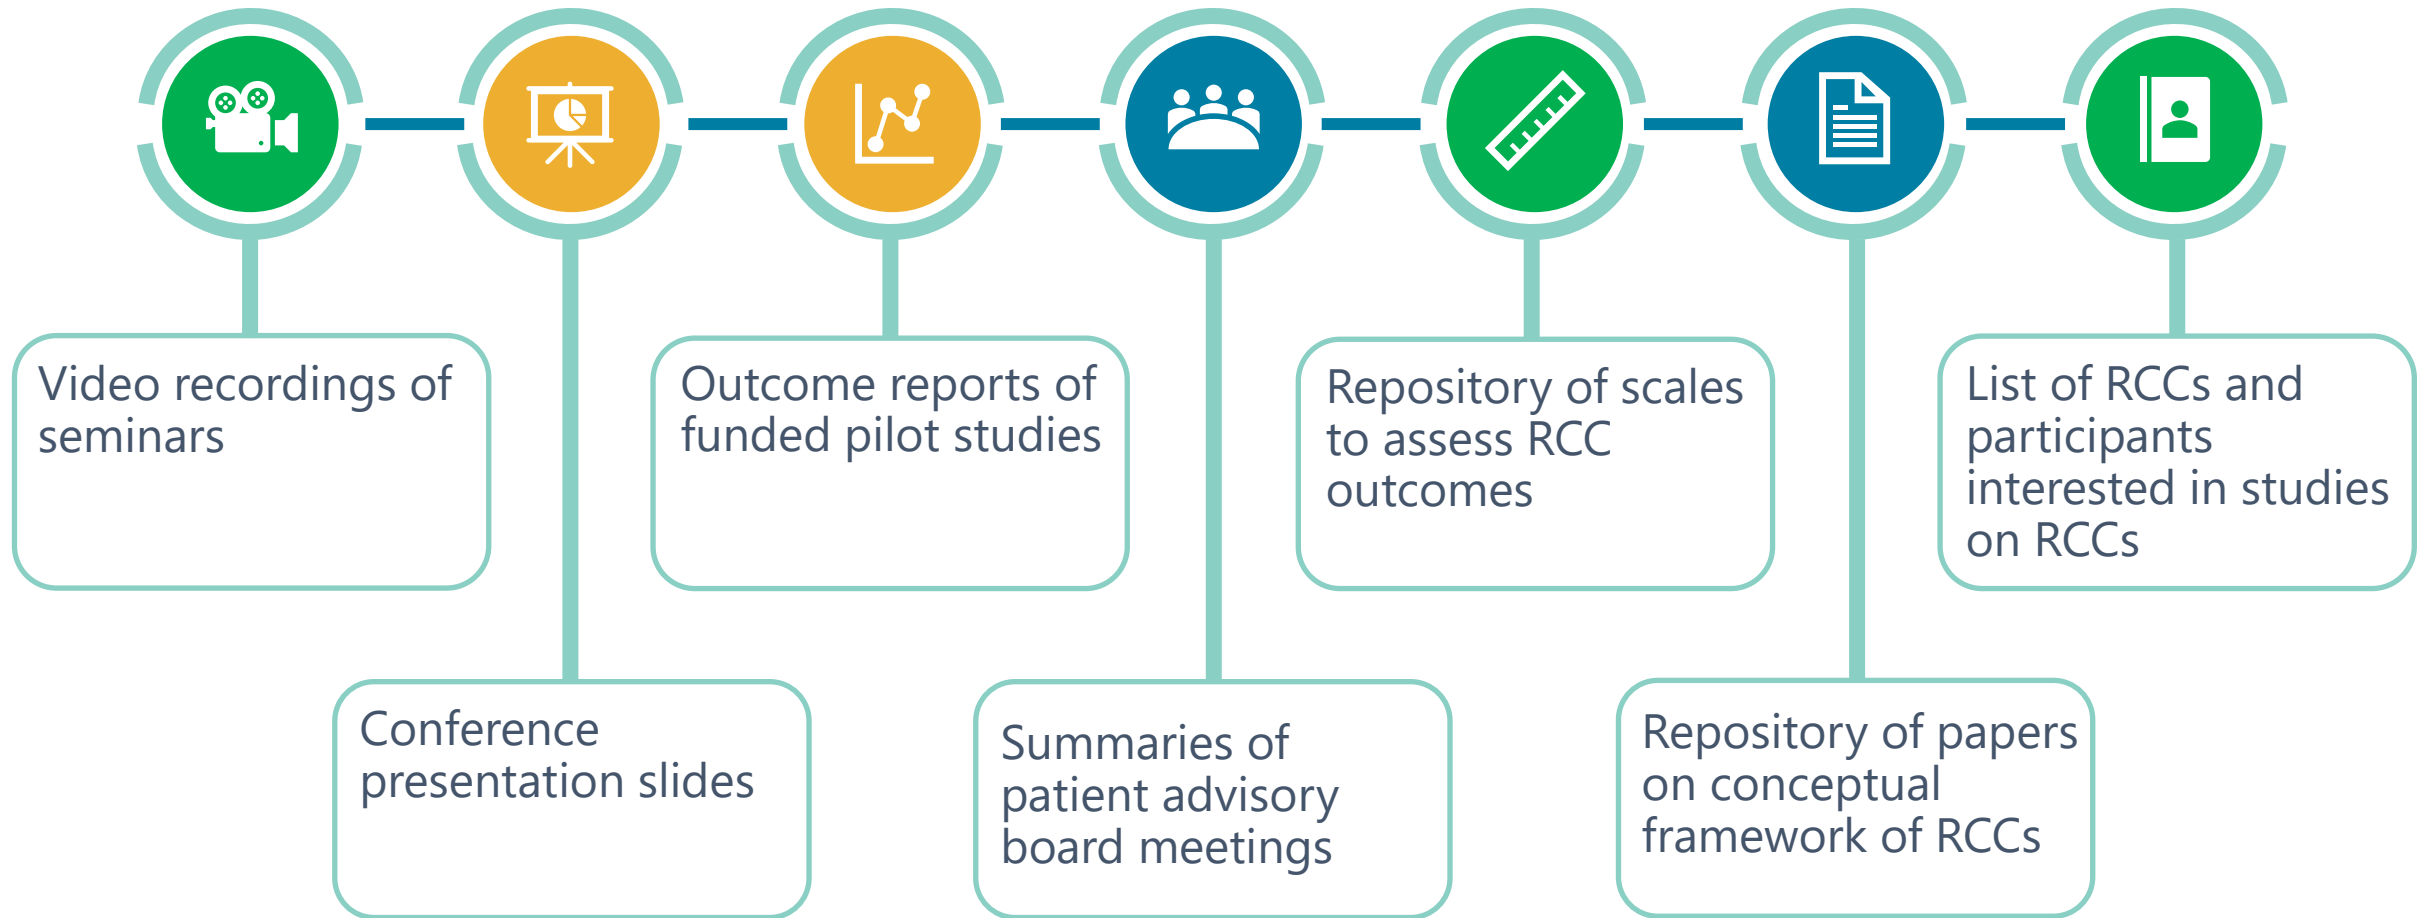 Video recordings of
seminars
Conference
presentation slides
Outcome reports of
funded pilot studies
Summaries of
patient advisory
board meetings
Repository of scales
to assess RCC
outcomes
Repository of papers
on conceptual
framework of RCCs
List of RCCs and
participants
interested in studies
on RCCs